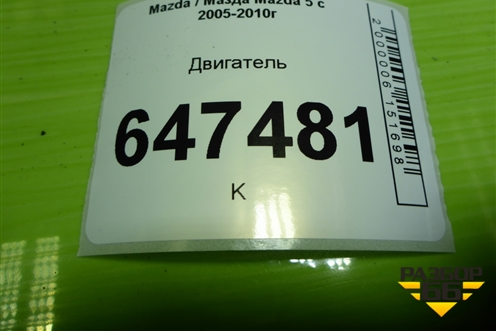 Mazda / Мазда Mazda 5 с
2005-2010г
Двигатель
647481
К
2000006151698
РАЗБОР
66